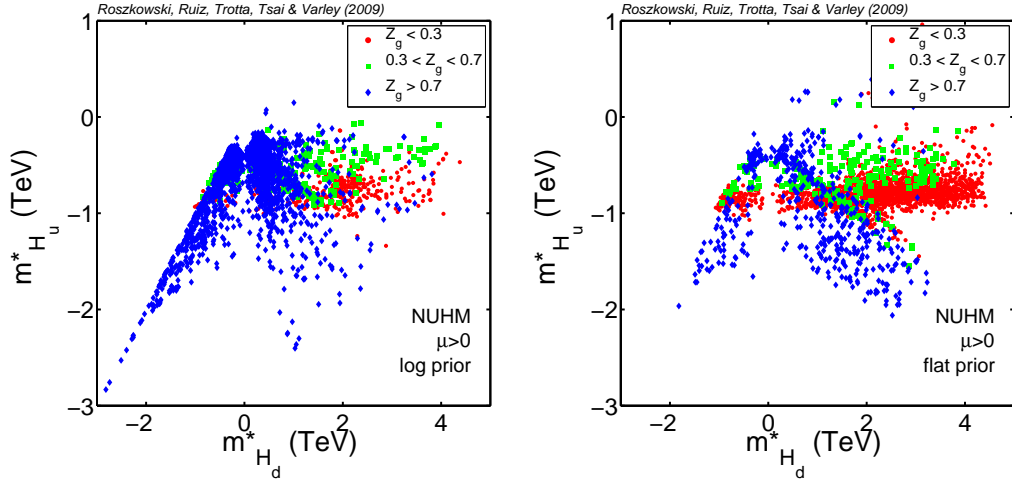 Roszkowski, Ruiz, Trotta, Tsai & Varley (2009)
Z_g < 0.3
0.3 < Z_g < 0.7
Z_g > 0.7
m*_{H_u} (TeV)
1
0
−1
−2
−3
NUHM
μ>0
log prior
−2 0 2 4
m*_{H_d} (TeV)
Roszkowski, Ruiz, Trotta, Tsai & Varley (2009)
Z_g < 0.3
0.3 < Z_g < 0.7
Z_g > 0.7
m*_{H_u} (TeV)
1
0
−1
−2
−3
NUHM
μ>0
flat prior
−2 0 2 4
m*_{H_d} (TeV)